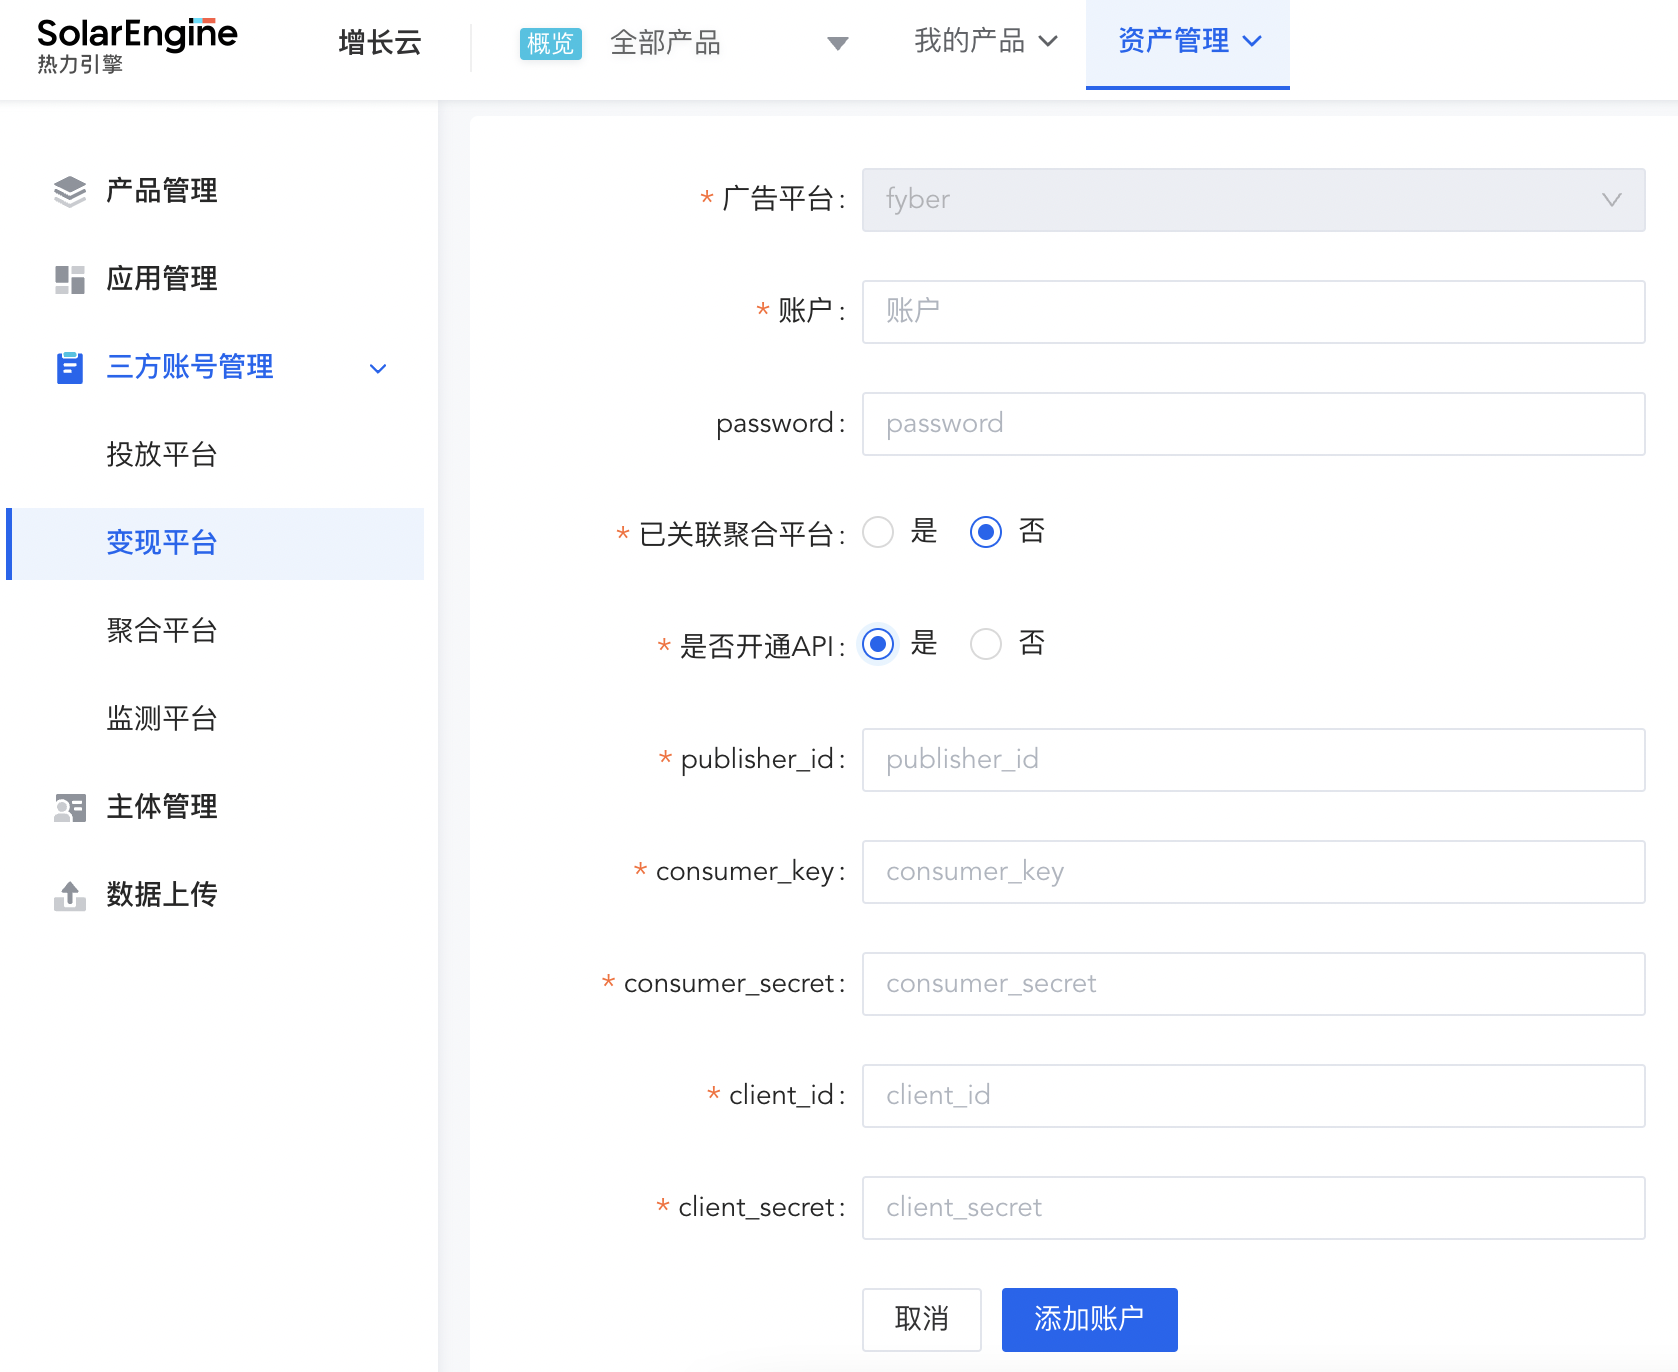 SolarEngine
热力引擎
增长云
概览
全部产品
我的产品
资产管理
产品管理
应用管理
三方账号管理
投放平台
变现平台
聚合平台
监测平台
主体管理
数据上传
* 广告平台: fyber
* 账户: 账户
password: password
* 已关联聚合平台: 是 否
* 是否开通API: 是 否
* publisher_id: publisher_id
* consumer_key: consumer_key
* consumer_secret: consumer_secret
* client_id: client_id
* client_secret: client_secret
取消 添加账户